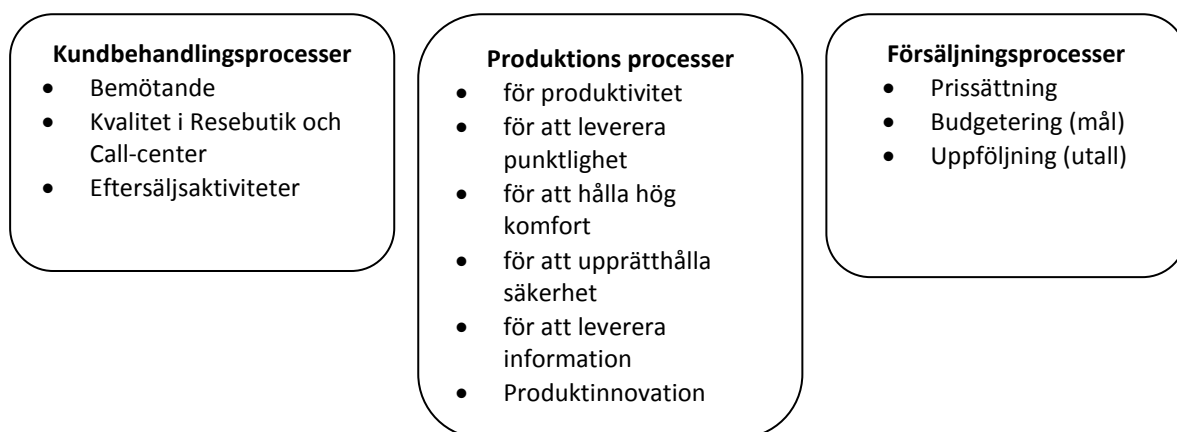 Kundbehandlingsprocesser
• Bemötande
• Kvalitet i Resebutik och
Call-center
• Eftersäljsaktiviteter
Produktions processer
• för produktivitet
• för att leverera
punktlighet
• för att hålla hög
komfort
• för att upprätthålla
säkerhet
• för att leverera
information
• Produktinnovation
Försäljningsprocesser
• Prissättning
• Budgetering (mål)
• Uppföljning (utall)